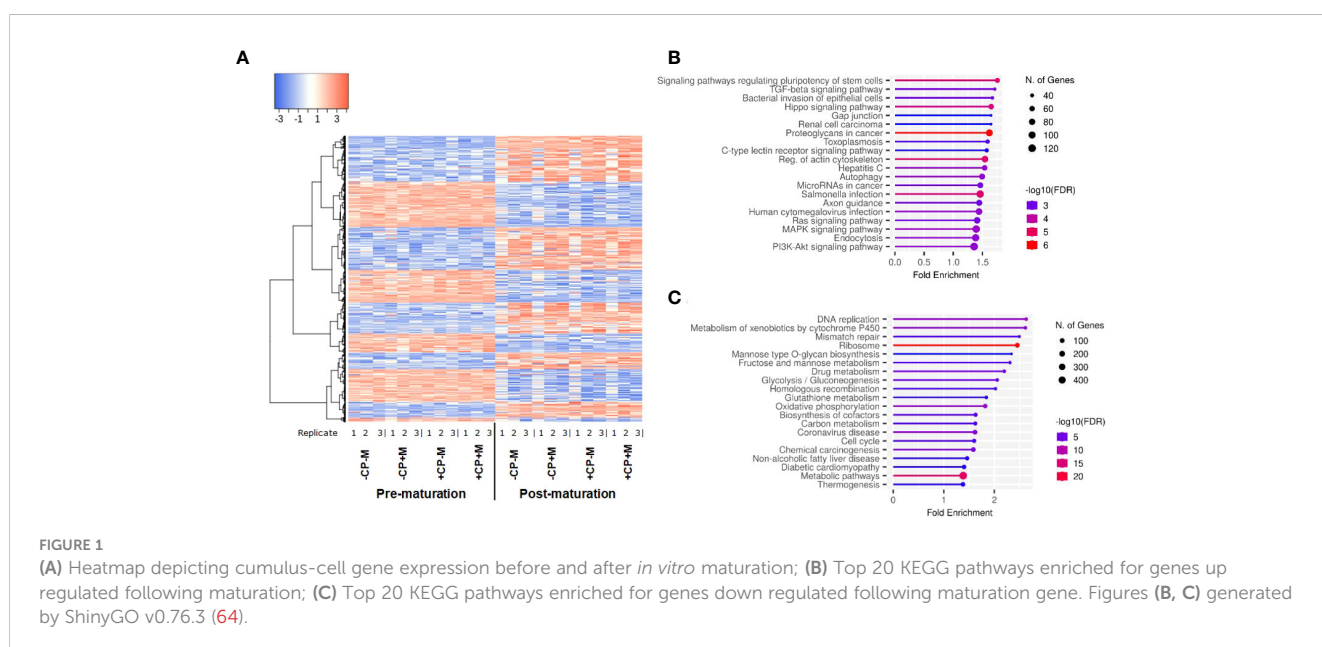 A
-3 -1 1 3
Replicate 1 2 3| 1 2 3| 1 2 3| 1 2 3| 1 2 3| 1 2 3| 1 2 3| 1 2 3|
-CP-M -CP+M +CP-M +CP+M -CP-M -CP+M +CP-M +CP+M
Pre-maturation Post-maturation
B
Signaling pathways regulating pluripotency of stem cells
TGF-beta signaling pathway
Bacterial invasion of epithelial cells
Hippo signaling pathway
Gap junction
Renal cell carcinoma
Proteoglycans in cancer
Toxoplasmosis
C-type lectin receptor signaling pathway
Reg. of actin cytoskeleton
Hepatitis C
Autophagy
MicroRNAs in cancer
Salmonella infection
Axon guidance
Human cytomegalovirus infection
Ras signaling pathway
MAPK signaling pathway
Endocytosis
PI3K-Akt signaling pathway
0.0 0.5 1.0 1.5
Fold Enrichment
N. of Genes
40
60
80
100
120
-log10(FDR)
3
4
5
6
C
DNA replication
Metabolism of xenobiotics by cytochrome P450
Mismatch repair
Ribosome
Mannose type O-glycan biosynthesis
Fructose and mannose metabolism
Drug metabolism
Glycolysis / Gluconeogenesis
Homologous recombination
Glutathione metabolism
Oxidative phosphorylation
Biosynthesis of cofactors
Carbon metabolism
Coronavirus disease
Cell cycle
Chemical carcinogenesis
Non-alcoholic fatty liver disease
Diabetic cardiomyopathy
Metabolic pathways
Thermogenesis
0 1 2
Fold Enrichment
N. of Genes
100
200
300
400
-log10(FDR)
5
10
15
20
FIGURE 1
(A) Heatmap depicting cumulus-cell gene expression before and after in vitro maturation; (B) Top 20 KEGG pathways enriched for genes up
regulated following maturation; (C) Top 20 KEGG pathways enriched for genes down regulated following maturation gene. Figures (B, C) generated
by ShinyGO v0.76.3 (64).